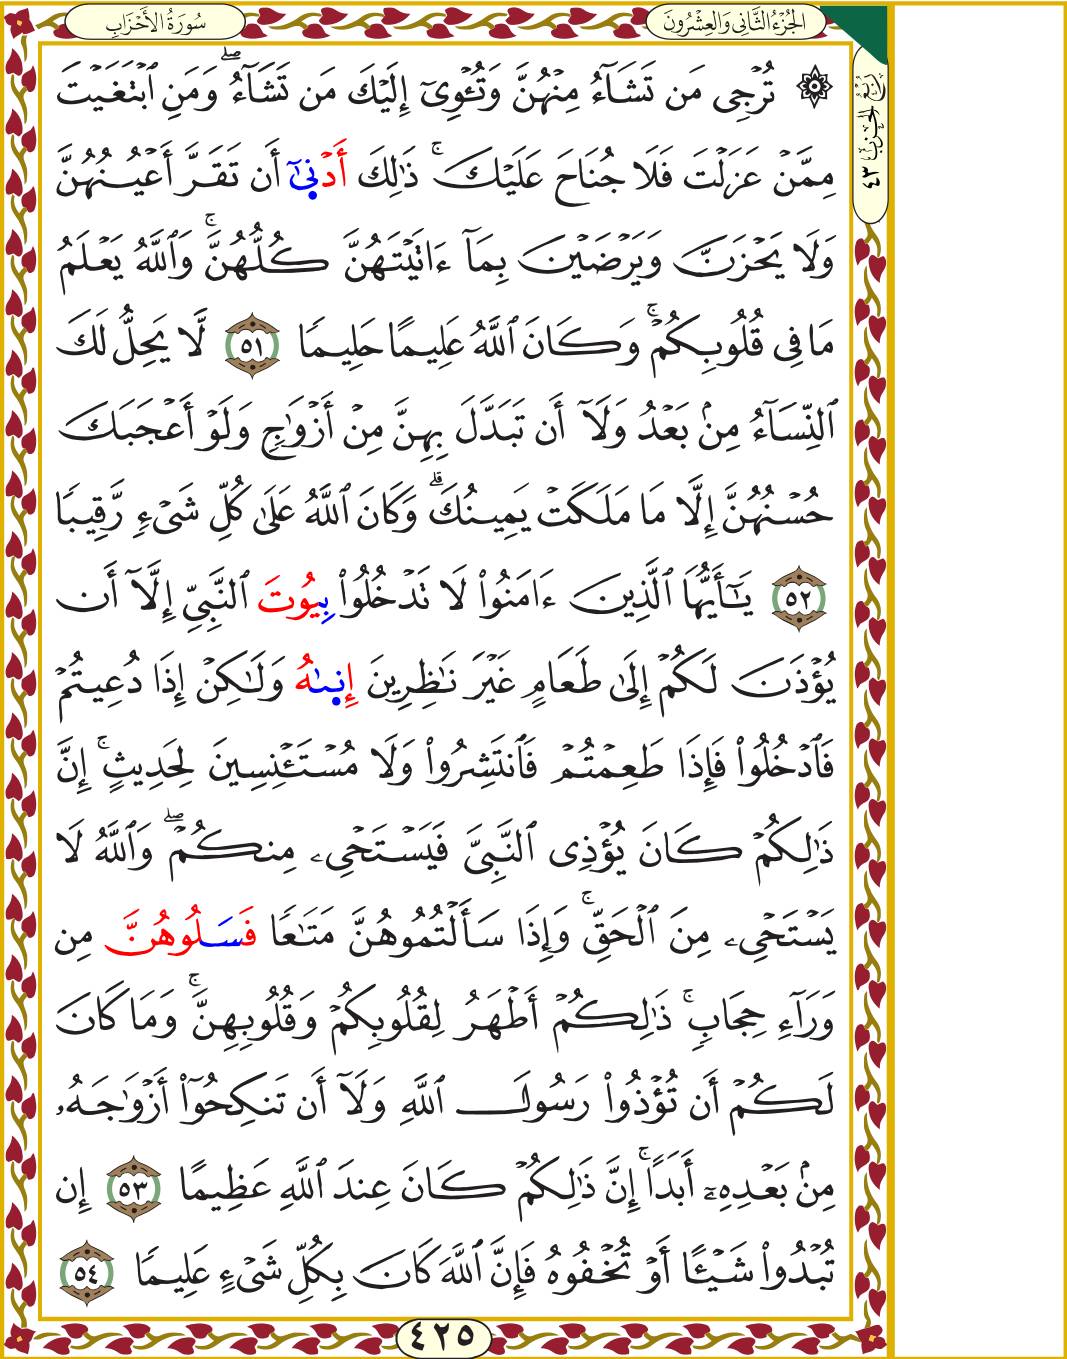 سُورَةُ الأَحْزَابِ
الجُزْءُ الثَّانِي وَالعِشْرُونَ
رُبْعُ الحِزْبِ ٤٣
۞ تُرْجِى مَن تَشَآءُ مِنْهُنَّ وَتُـْٔوِىٓ إِلَيْكَ مَن تَشَآءُ ۖ وَمَنِ ٱبْتَغَيْتَ
مِمَّنْ عَزَلْتَ فَلَا جُنَاحَ عَلَيْكَ ۚ ذَٰلِكَ أَدْنِىٰٓ أَن تَقَرَّ أَعْيُنُهُنَّ
وَلَا يَحْزَنَّ وَيَرْضَيْنَ بِمَآ ءَاتَيْتَهُنَّ كُلُّهُنَّ ۚ وَٱللَّهُ يَعْلَمُ
مَا فِى قُلُوبِكُمْ ۚ وَكَانَ ٱللَّهُ عَلِيمًا حَلِيمًا ٥١ لَّا يَحِلُّ لَكَ
ٱلنِّسَآءُ مِنۢ بَعْدُ وَلَآ أَن تَبَدَّلَ بِهِنَّ مِنْ أَزْوَٰجٍ وَلَوْ أَعْجَبَكَ
حُسْنُهُنَّ إِلَّا مَا مَلَكَتْ يَمِينُكَ ۗ وَكَانَ ٱللَّهُ عَلَىٰ كُلِّ شَىْءٍ رَّقِيبًا
٥٢ يَـٰٓأَيُّهَا ٱلَّذِينَ ءَامَنُوا۟ لَا تَدْخُلُوا۟ بِيُوتَ ٱلنَّبِىِّ إِلَّآ أَن
يُؤْذَنَ لَكُمْ إِلَىٰ طَعَامٍ غَيْرَ نَـٰظِرِينَ إِنىٰهُ وَلَـٰكِنْ إِذَا دُعِيتُمْ
فَٱدْخُلُوا۟ فَإِذَا طَعِمْتُمْ فَٱنتَشِرُوا۟ وَلَا مُسْتَـْٔنِسِينَ لِحَدِيثٍ ۚ إِنَّ
ذَٰلِكُمْ كَانَ يُؤْذِى ٱلنَّبِىَّ فَيَسْتَحْىِۦ مِنكُمْ ۖ وَٱللَّهُ لَا
يَسْتَحْىِۦ مِنَ ٱلْحَقِّ ۚ وَإِذَا سَأَلْتُمُوهُنَّ مَتَـٰعًا فَسَلُوهُنَّ مِن
وَرَآءِ حِجَابٍ ۚ ذَٰلِكُمْ أَطْهَرُ لِقُلُوبِكُمْ وَقُلُوبِهِنَّ ۚ وَمَا كَانَ
لَكُمْ أَن تُؤْذُوا۟ رَسُولَ ٱللَّهِ وَلَآ أَن تَنكِحُوٓا۟ أَزْوَٰجَهُۥ
مِنۢ بَعْدِهِۦٓ أَبَدًا ۚ إِنَّ ذَٰلِكُمْ كَانَ عِندَ ٱللَّهِ عَظِيمًا ٥٣ إِن
تُبْدُوا۟ شَيْـًٔا أَوْ تُخْفُوهُ فَإِنَّ ٱللَّهَ كَانَ بِكُلِّ شَىْءٍ عَلِيمًا ٥٤
٤٢٥